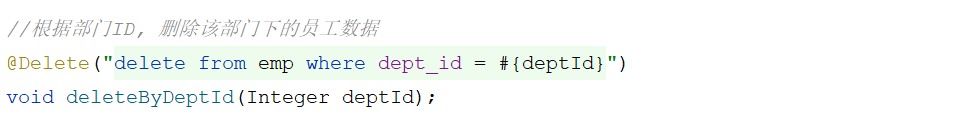 //根据部门ID, 删除该部门下的员工数据
@Delete("delete from emp where dept_id = #{deptId}")
void deleteByDeptId(Integer deptId);